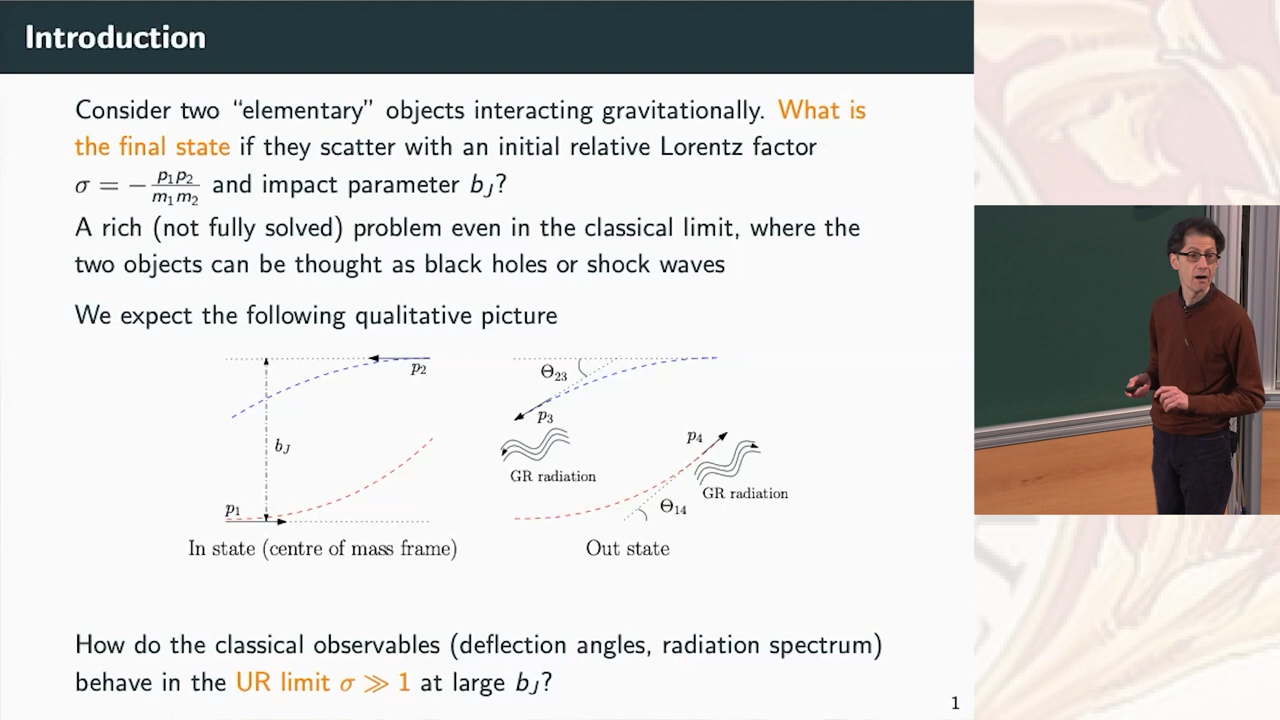 Introduction
Consider two “elementary” objects interacting gravitationally. What is
the final state if they scatter with an initial relative Lorentz factor
σ = − p₁p₂/m₁m₂ and impact parameter b_J?
A rich (not fully solved) problem even in the classical limit, where the
two objects can be thought as black holes or shock waves
We expect the following qualitative picture
p₂
b_J
p₁
In state (centre of mass frame)
Θ₂₃
p₃
GR radiation
p₄
GR radiation
Θ₁₄
Out state
How do the classical observables (deflection angles, radiation spectrum)
behave in the UR limit σ ≫ 1 at large b_J?
1